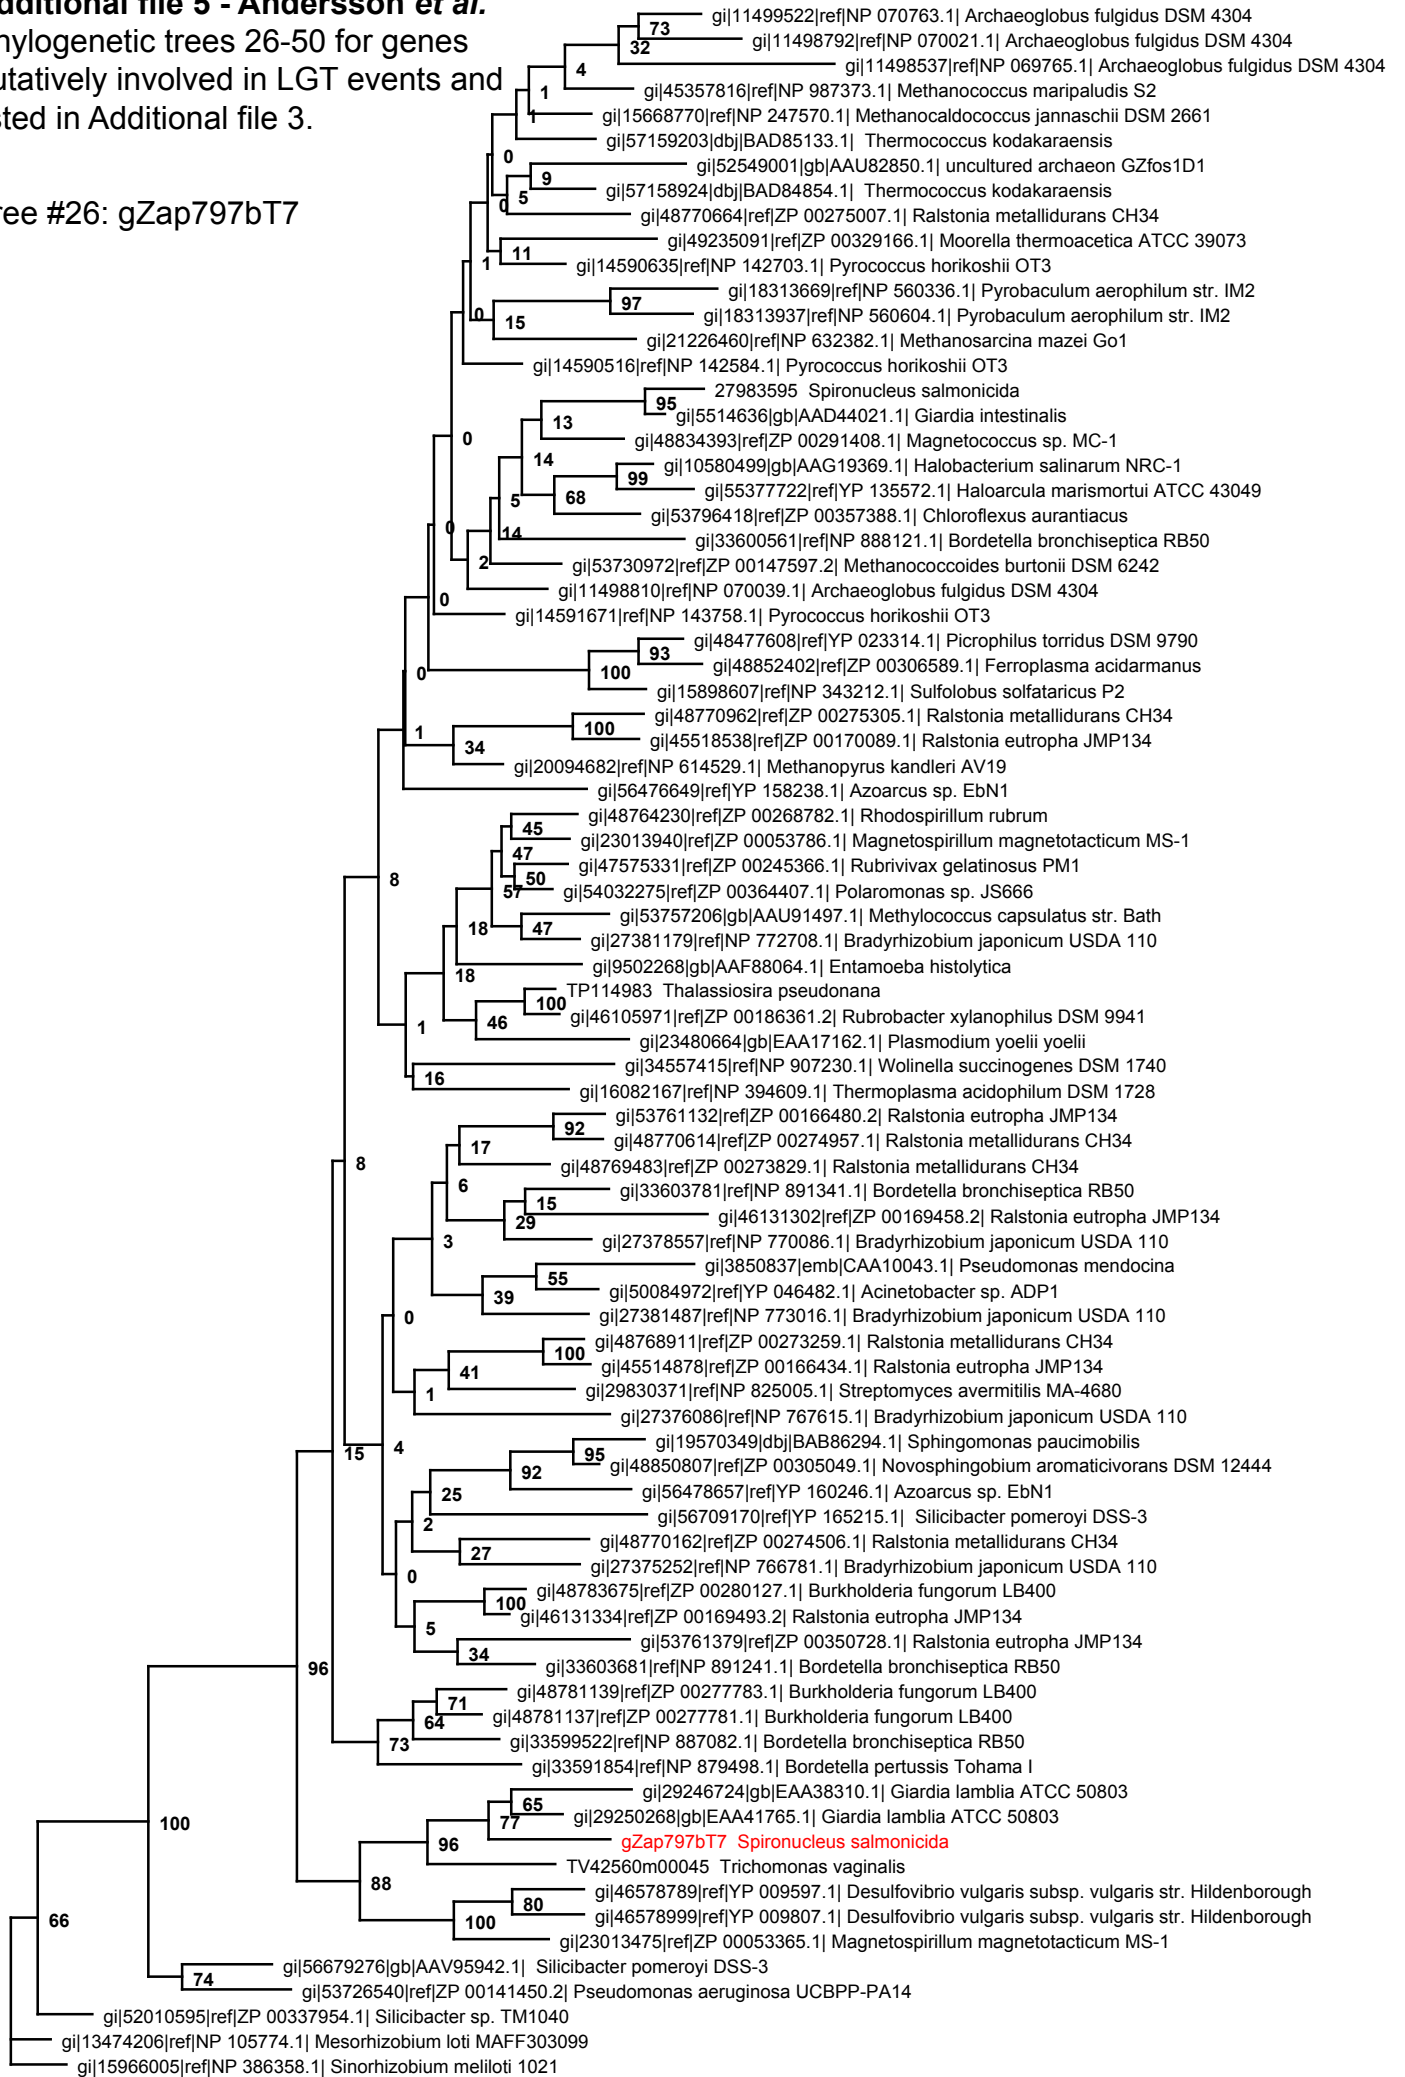 dditional file 5 - Andersson et al.
hylogenetic trees 26-50 for genes
utatively involved in LGT events and
sted in Additional file 3.
ree #26: gZap797bT7
gi|11499522|ref|NP 070763.1| Archaeoglobus fulgidus DSM 4304
73
gi|11498792|ref|NP 070021.1| Archaeoglobus fulgidus DSM 4304
32
gi|11498537|ref|NP 069765.1| Archaeoglobus fulgidus DSM 4304
4
gi|45357816|ref|NP 987373.1| Methanococcus maripaludis S2
1
gi|15668770|ref|NP 247570.1| Methanocaldococcus jannaschii DSM 2661
1
gi|57159203|dbj|BAD85133.1| Thermococcus kodakaraensis
0
gi|52549001|gb|AAU82850.1| uncultured archaeon GZfos1D1
9
gi|57158924|dbj|BAD84854.1| Thermococcus kodakaraensis
5
0
gi|48770664|ref|ZP 00275007.1| Ralstonia metallidurans CH34
gi|49235091|ref|ZP 00329166.1| Moorella thermoacetica ATCC 39073
11
1
gi|14590635|ref|NP 142703.1| Pyrococcus horikoshii OT3
gi|18313669|ref|NP 560336.1| Pyrobaculum aerophilum str. IM2
97
0
gi|18313937|ref|NP 560604.1| Pyrobaculum aerophilum str. IM2
15
gi|21226460|ref|NP 632382.1| Methanosarcina mazei Go1
gi|14590516|ref|NP 142584.1| Pyrococcus horikoshii OT3
27983595 Spironucleus salmonicida
95
gi|5514636|gb|AAD44021.1| Giardia intestinalis
13
0
gi|48834393|ref|ZP 00291408.1| Magnetococcus sp. MC-1
14
gi|10580499|gb|AAG19369.1| Halobacterium salinarum NRC-1
99
gi|55377722|ref|YP 135572.1| Haloarcula marismortui ATCC 43049
5
68
gi|53796418|ref|ZP 00357388.1| Chloroflexus aurantiacus
0
14
gi|33600561|ref|NP 888121.1| Bordetella bronchiseptica RB50
2
gi|53730972|ref|ZP 00147597.2| Methanococcoides burtonii DSM 6242
gi|11498810|ref|NP 070039.1| Archaeoglobus fulgidus DSM 4304
0
gi|14591671|ref|NP 143758.1| Pyrococcus horikoshii OT3
gi|48477608|ref|YP 023314.1| Picrophilus torridus DSM 9790
93
gi|48852402|ref|ZP 00306589.1| Ferroplasma acidarmanus
0
100
gi|15898607|ref|NP 343212.1| Sulfolobus solfataricus P2
gi|48770962|ref|ZP 00275305.1| Ralstonia metallidurans CH34
1
100
gi|45518538|ref|ZP 00170089.1| Ralstonia eutropha JMP134
34
gi|20094682|ref|NP 614529.1| Methanopyrus kandleri AV19
gi|56476649|ref|YP 158238.1| Azoarcus sp. EbN1
gi|48764230|ref|ZP 00268782.1| Rhodospirillum rubrum
45
gi|23013940|ref|ZP 00053786.1| Magnetospirillum magnetotacticum MS-1
47
gi|47575331|ref|ZP 00245366.1| Rubrivivax gelatinosus PM1
8
50
57
gi|54032275|ref|ZP 00364407.1| Polaromonas sp. JS666
gi|53757206|gb|AAU91497.1| Methylococcus capsulatus str. Bath
18
47
gi|27381179|ref|NP 772708.1| Bradyrhizobium japonicum USDA 110
gi|9502268|gb|AAF88064.1| Entamoeba histolytica
18
TP114983 Thalassiosira pseudonana
100
gi|46105971|ref|ZP 00186361.2| Rubrobacter xylanophilus DSM 9941
1
46
gi|23480664|gb|EAA17162.1| Plasmodium yoelii yoelii
gi|34557415|ref|NP 907230.1| Wolinella succinogenes DSM 1740
16
gi|16082167|ref|NP 394609.1| Thermoplasma acidophilum DSM 1728
gi|53761132|ref|ZP 00166480.2| Ralstonia eutropha JMP134
92
gi|48770614|ref|ZP 00274957.1| Ralstonia metallidurans CH34
17
8
gi|48769483|ref|ZP 00273829.1| Ralstonia metallidurans CH34
6
gi|33603781|ref|NP 891341.1| Bordetella bronchiseptica RB50
15
gi|46131302|ref|ZP 00169458.2| Ralstonia eutropha JMP134
29
3
gi|27378557|ref|NP 770086.1| Bradyrhizobium japonicum USDA 110
gi|3850837|emb|CAA10043.1| Pseudomonas mendocina
55
gi|50084972|ref|YP 046482.1| Acinetobacter sp. ADP1
39
0
gi|27381487|ref|NP 773016.1| Bradyrhizobium japonicum USDA 110
gi|48768911|ref|ZP 00273259.1| Ralstonia metallidurans CH34
100
gi|45514878|ref|ZP 00166434.1| Ralstonia eutropha JMP134
41
1
gi|29830371|ref|NP 825005.1| Streptomyces avermitilis MA-4680
gi|27376086|ref|NP 767615.1| Bradyrhizobium japonicum USDA 110
gi|19570349|dbj|BAB86294.1| Sphingomonas paucimobilis
15
4
95
gi|48850807|ref|ZP 00305049.1| Novosphingobium aromaticivorans DSM 12444
92
gi|56478657|ref|YP 160246.1| Azoarcus sp. EbN1
25
gi|56709170|ref|YP 165215.1| Silicibacter pomeroyi DSS-3
2
gi|48770162|ref|ZP 00274506.1| Ralstonia metallidurans CH34
27
gi|27375252|ref|NP 766781.1| Bradyrhizobium japonicum USDA 110
0
gi|48783675|ref|ZP 00280127.1| Burkholderia fungorum LB400
100
gi|46131334|ref|ZP 00169493.2| Ralstonia eutropha JMP134
5
gi|53761379|ref|ZP 00350728.1| Ralstonia eutropha JMP134
34
gi|33603681|ref|NP 891241.1| Bordetella bronchiseptica RB50
96
gi|48781139|ref|ZP 00277783.1| Burkholderia fungorum LB400
71
gi|48781137|ref|ZP 00277781.1| Burkholderia fungorum LB400
64
gi|33599522|ref|NP 887082.1| Bordetella bronchiseptica RB50
73
gi|33591854|ref|NP 879498.1| Bordetella pertussis Tohama I
gi|29246724|gb|EAA38310.1| Giardia lamblia ATCC 50803
65
gi|29250268|gb|EAA41765.1| Giardia lamblia ATCC 50803
100
77
gZap797bT7 Spironucleus salmonicida
96
TV42560m00045 Trichomonas vaginalis
88
gi|46578789|ref|YP 009597.1| Desulfovibrio vulgaris subsp. vulgaris str. Hildenborough
80
gi|46578999|ref|YP 009807.1| Desulfovibrio vulgaris subsp. vulgaris str. Hildenborough
66
100
gi|23013475|ref|ZP 00053365.1| Magnetospirillum magnetotacticum MS-1
gi|56679276|gb|AAV95942.1| Silicibacter pomeroyi DSS-3
74
gi|53726540|ref|ZP 00141450.2| Pseudomonas aeruginosa UCBPP-PA14
gi|52010595|ref|ZP 00337954.1| Silicibacter sp. TM1040
gi|13474206|ref|NP 105774.1| Mesorhizobium loti MAFF303099
gi|15966005|ref|NP 386358.1| Sinorhizobium meliloti 1021